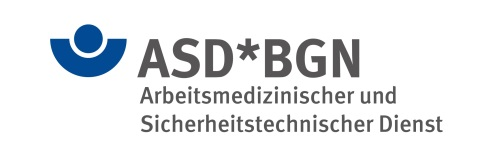 ASD*BGN
Arbeitsmedizinischer und
Sicherheitstechnischer Dienst